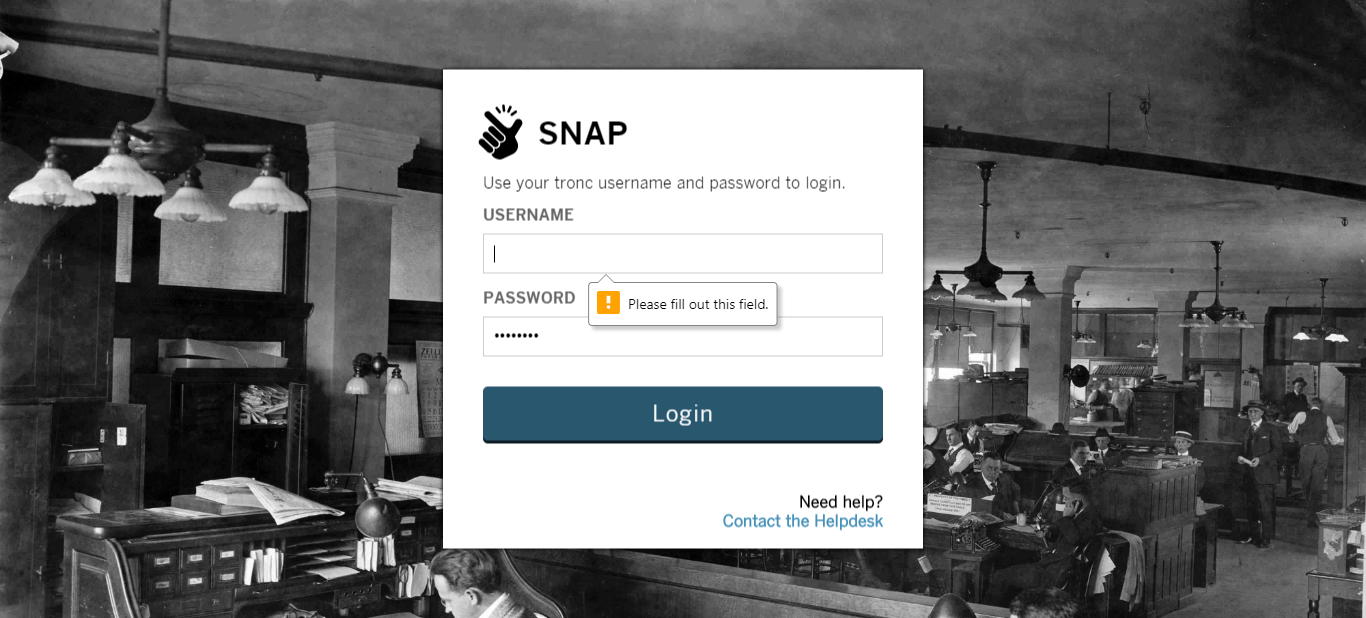 SNAP
Use your tronc username and password to login.
USERNAME
PASSWORD
Please fill out this field.
••••••••
Login
Need help?
Contact the Helpdesk